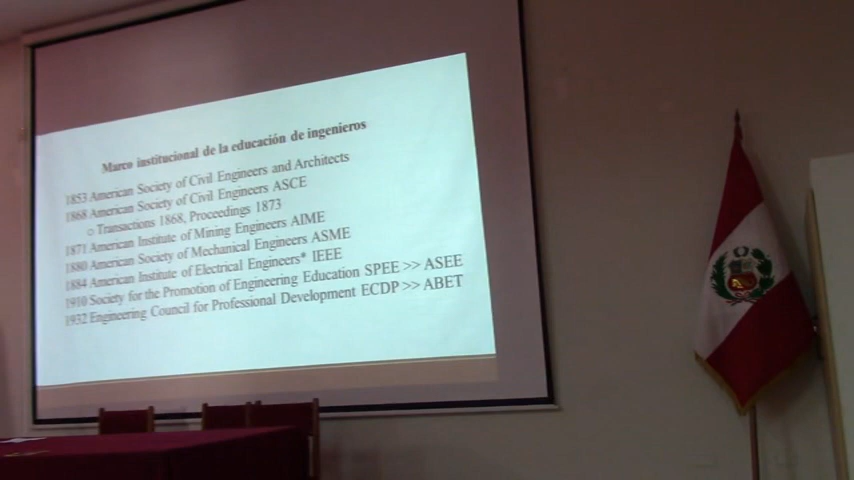 Marco institucional de la educación de ingenieros
1853 American Society of Civil Engineers and Architects
1868 American Society of Civil Engineers ASCE
o Transactions 1868, Proceedings 1873
1871 American Institute of Mining Engineers AIME
1880 American Society of Mechanical Engineers ASME
1884 American Institute of Electrical Engineers* IEEE
1910 Society for the Promotion of Engineering Education SPEE >> ASEE
1932 Engineering Council for Professional Development ECDP >> ABET